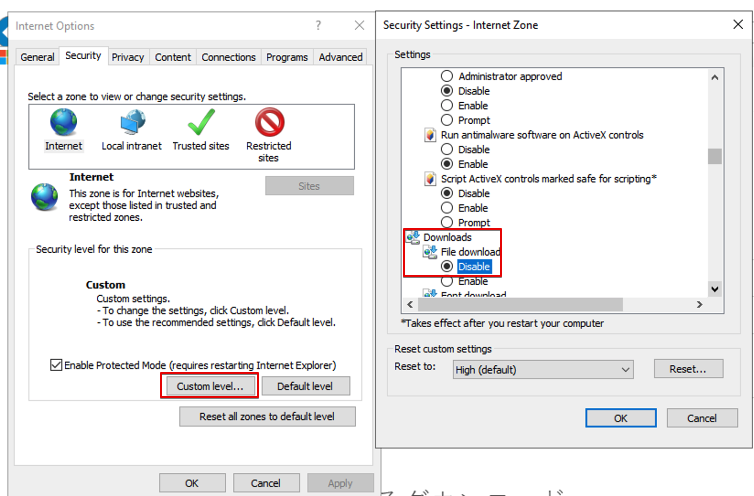 Internet Options
General Security Privacy Content Connections Programs Advanced
Select a zone to view or change security settings.
Internet Local intranet Trusted sites Restricted sites
Internet
This zone is for Internet websites,
except those listed in trusted and
restricted zones.
Sites
Security level for this zone
Custom
Custom settings.
- To change the settings, click Custom level.
- To use the recommended settings, click Default level.
Enable Protected Mode (requires restarting Internet Explorer)
Custom level... Default level
Reset all zones to default level
OK Cancel Apply
Security Settings - Internet Zone
Settings
Administrator approved
Disable
Enable
Prompt
Run antimalware software on ActiveX controls
Disable
Enable
Script ActiveX controls marked safe for scripting*
Disable
Enable
Prompt
Downloads
File download
Disable
Enable
Font download
*Takes effect after you restart your computer
Reset custom settings
Reset to: High (default) Reset...
OK Cancel